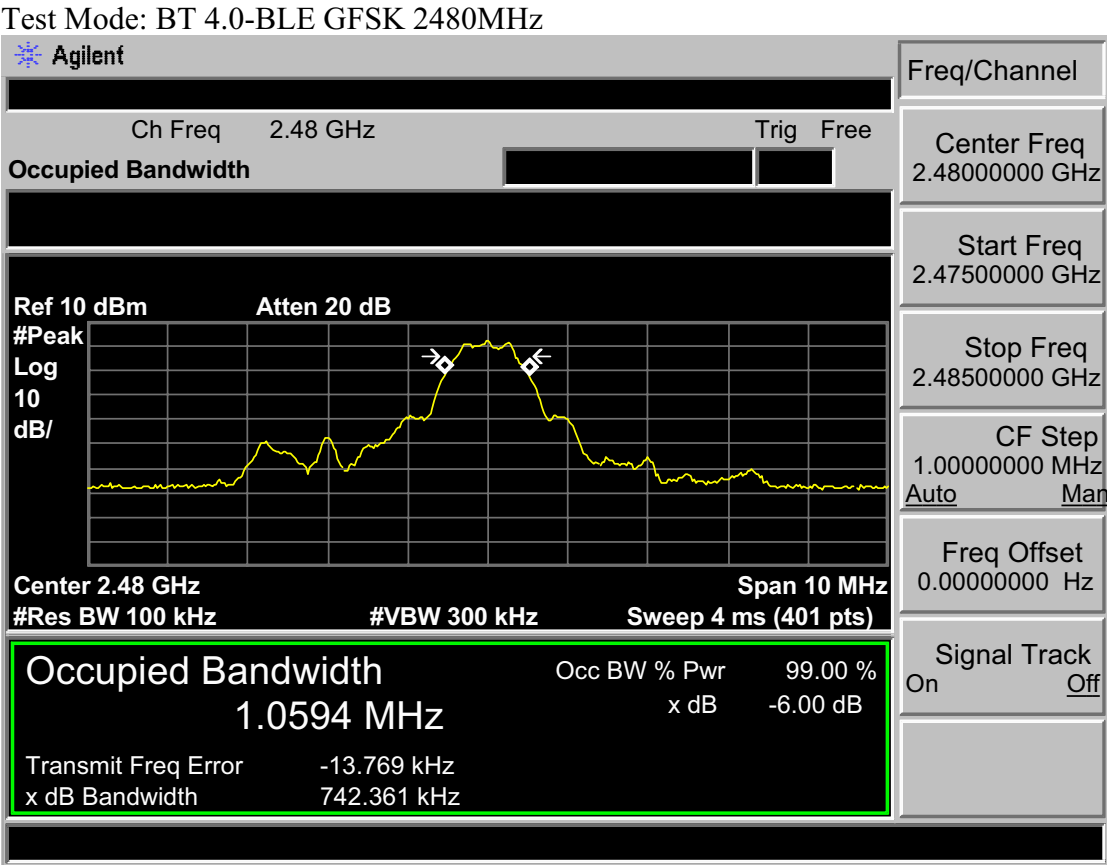 Test Mode: BT 4.0-BLE GFSK 2480MHz
Agilent
Freq/Channel
Ch Freq 2.48 GHz Trig Free
Occupied Bandwidth
Center Freq
2.48000000 GHz
Start Freq
2.47500000 GHz
Stop Freq
2.48500000 GHz
CF Step
1.00000000 MHz
Auto Man
Freq Offset
0.00000000 Hz
Signal Track
On Off
Ref 10 dBm Atten 20 dB
#Peak
Log
10
dB/
Center 2.48 GHz Span 10 MHz
#Res BW 100 kHz #VBW 300 kHz Sweep 4 ms (401 pts)
Occupied Bandwidth Occ BW % Pwr 99.00 %
1.0594 MHz x dB -6.00 dB
Transmit Freq Error -13.769 kHz
x dB Bandwidth 742.361 kHz